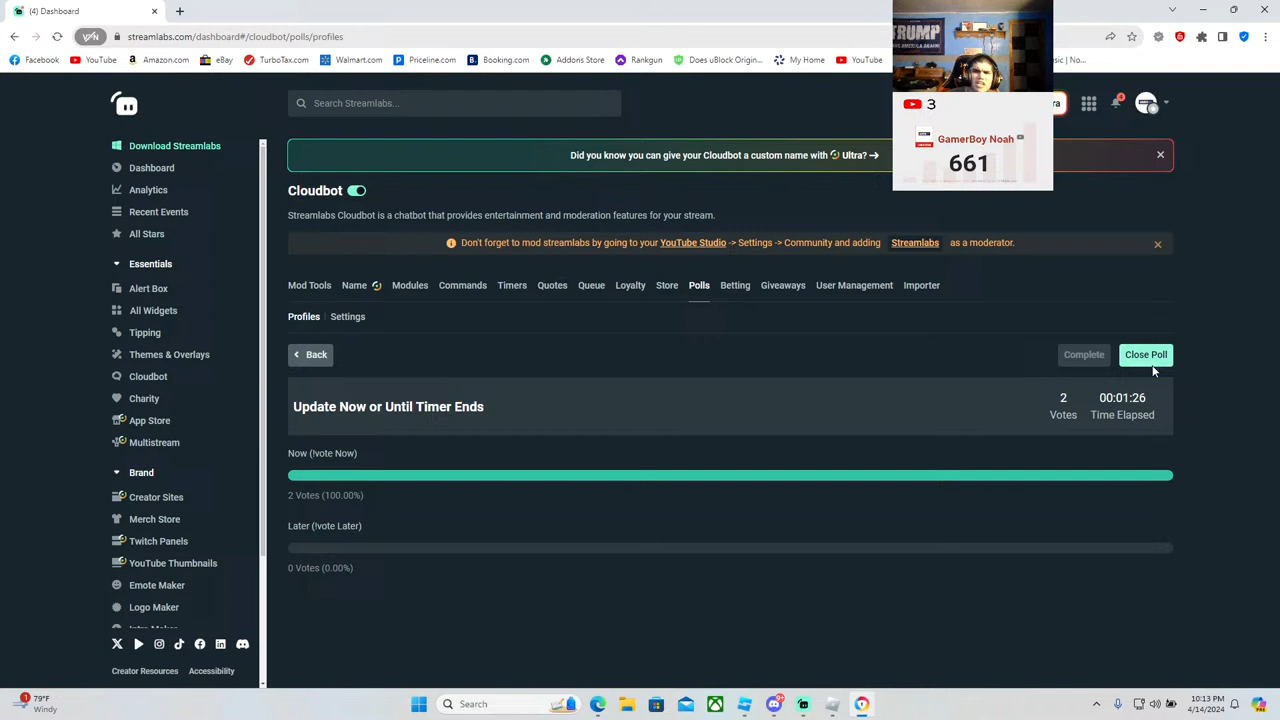 (4) Dashboard
VPN
streamlabs.com/dashboard#/cloudbot/polls/profiles
Facebook
YouTube
Amazon.com
eBay
TurboTax.com
Walmart.com
Priceline.com
Booking.com
Addons Store
Rankgun
Does uBlock Origin...
My Home
YouTube
TRUMP
3
GamerBoy Noah
661
Search Streamlabs...
4
Download Streamlabs
Dashboard
Analytics
Recent Events
All Stars
Essentials
Alert Box
All Widgets
Tipping
Themes & Overlays
Cloudbot
Charity
App Store
Multistream
Brand
Creator Sites
Merch Store
Twitch Panels
YouTube Thumbnails
Emote Maker
Logo Maker
Creator Resources
Accessibility
Did you know you can give your Cloudbot a custom name with Ultra? →
Cloudbot
Streamlabs Cloudbot is a chatbot that provides entertainment and moderation features for your stream.
Don't forget to mod streamlabs by going to your YouTube Studio -> Settings -> Community and adding Streamlabs as a moderator.
Mod Tools Name Modules Commands Timers Quotes Queue Loyalty Store Polls Betting Giveaways User Management Importer
Profiles Settings
Back
Complete
Close Poll
Update Now or Until Timer Ends
2
Votes
00:01:26
Time Elapsed
Now (!vote Now)
2 Votes (100.00%)
Later (!vote Later)
0 Votes (0.00%)
1
79°F
Windy
Search
9+
10:13 PM
4/14/2024